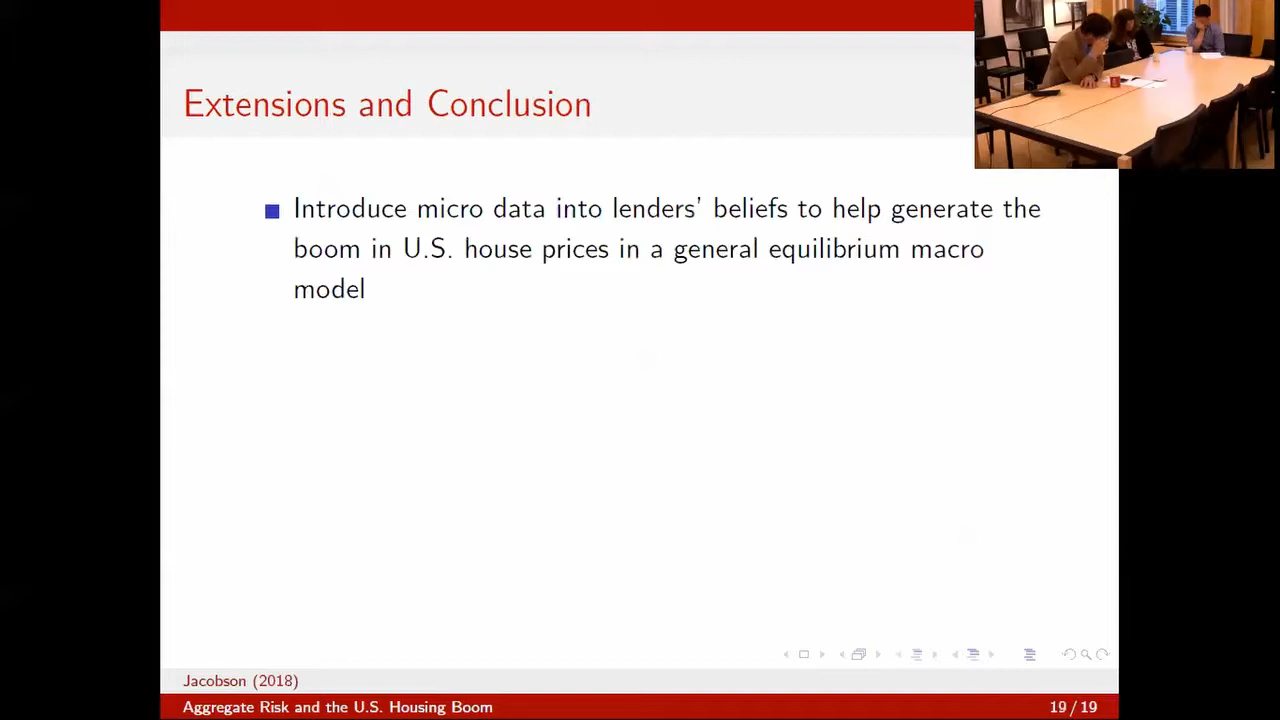 Extensions and Conclusion
Introduce micro data into lenders' beliefs to help generate the
boom in U.S. house prices in a general equilibrium macro
model
Jacobson (2018)
Aggregate Risk and the U.S. Housing Boom
19 / 19